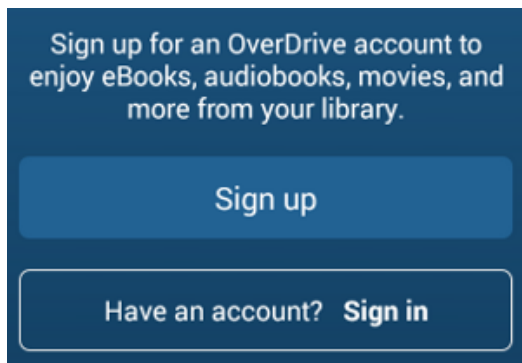 Sign up for an OverDrive account to
enjoy eBooks, audiobooks, movies, and
more from your library.
Sign up
Have an account? Sign in